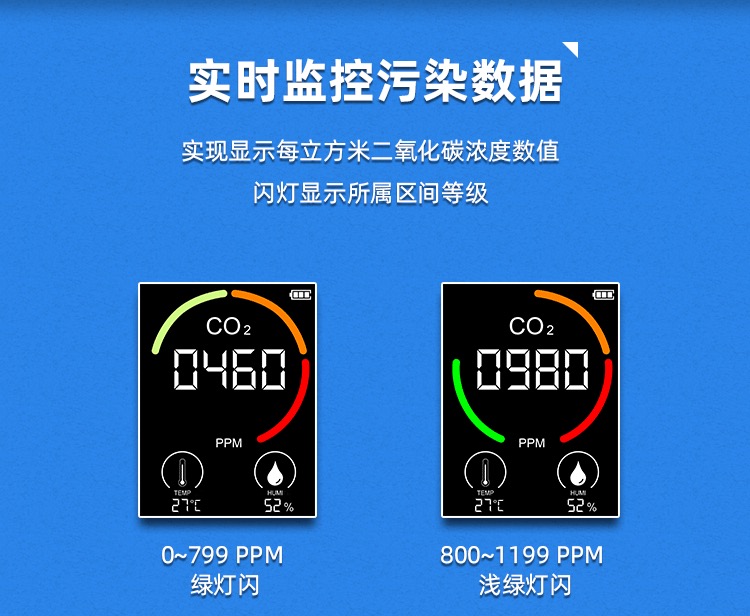 实时监控污染数据
实现显示每立方米二氧化碳浓度数值
闪灯显示所属区间等级
CO2
0460
PPM
TEMP
27℃
HUMI
52%
CO2
0980
PPM
TEMP
27℃
HUMI
52%
0~799 PPM
绿灯闪
800~1199 PPM
浅绿灯闪